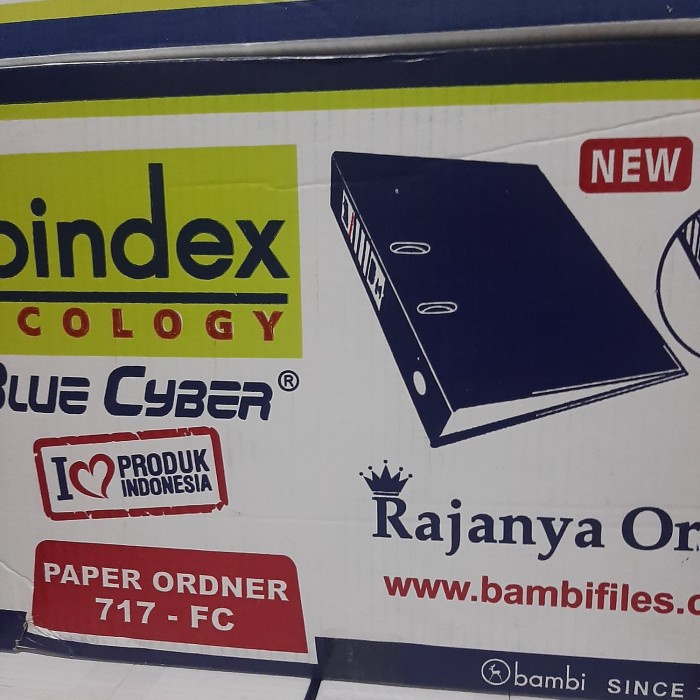 bindex
COLOGY
BLUE CYBER®
I PRODUK
INDONESIA
PAPER ORDNER
717 - FC
NEW
Rajanya Or
www.bambifiles.c
bambi SINCE